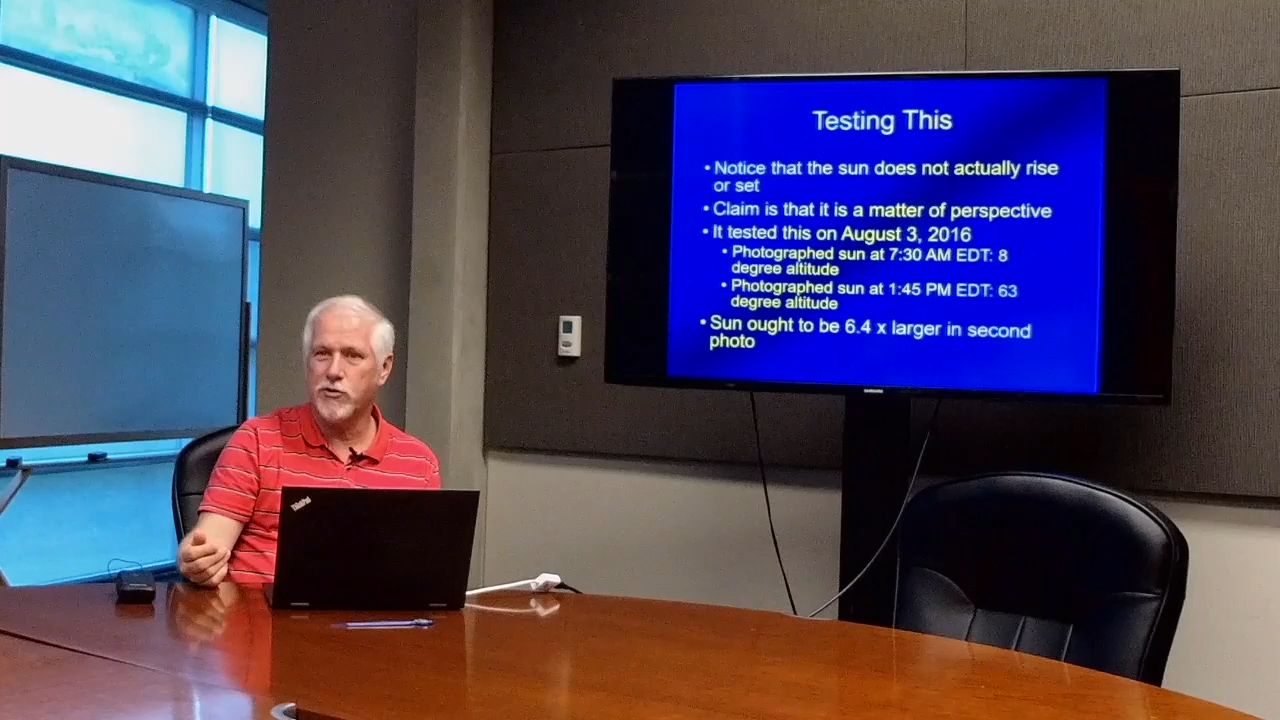 Testing This
• Notice that the sun does not actually rise
or set
• Claim is that it is a matter of perspective
• It tested this on August 3, 2016
• Photographed sun at 7:30 AM EDT: 8
degree altitude
• Photographed sun at 1:45 PM EDT: 63
degree altitude
• Sun ought to be 6.4 x larger in second
photo
SAMSUNG
ThinkPad